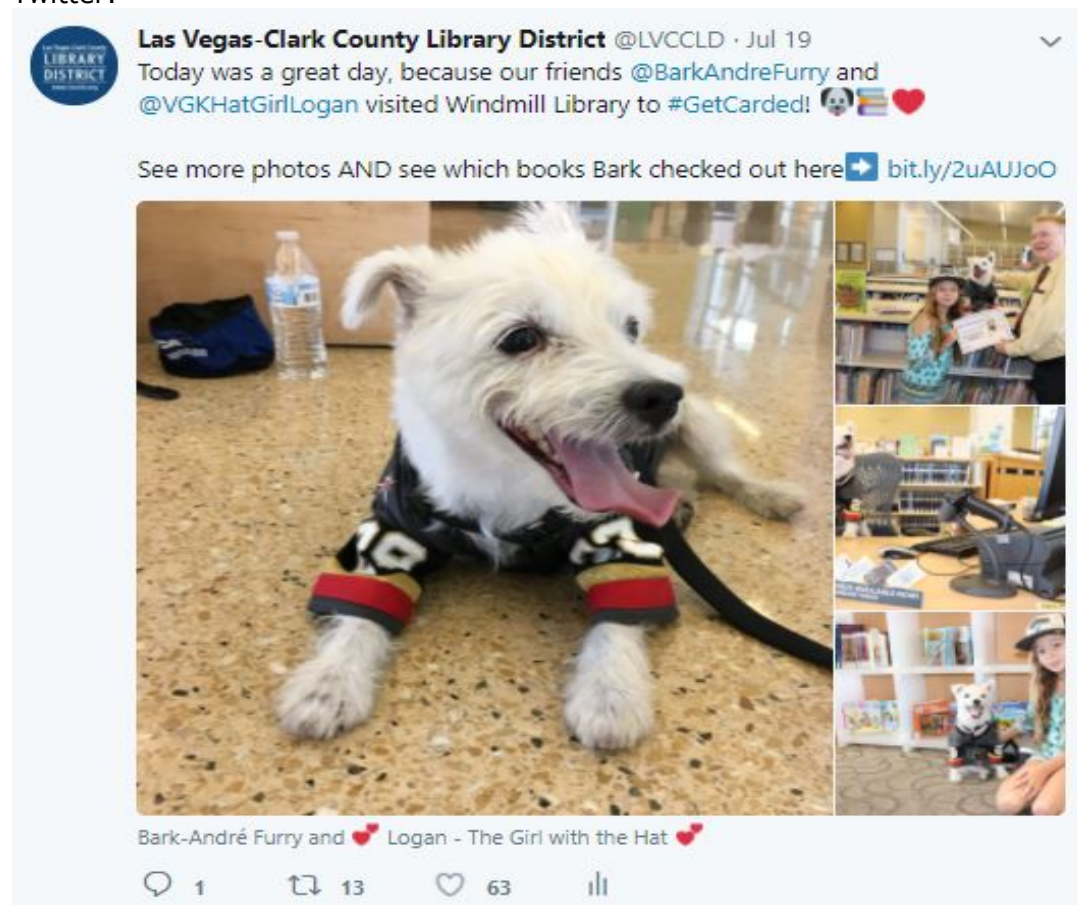 Twitter:
LIBRARY
DISTRICT
Las Vegas-Clark County Library District @LVCCLD · Jul 19
Today was a great day, because our friends @BarkAndreFurry and
@VGKHatGirlLogan visited Windmill Library to #GetCarded! 🐶📚❤️
See more photos AND see which books Bark checked out here➡️ bit.ly/2uAUJoO
Bark-André Furry and 💕 Logan - The Girl with the Hat 💕
1 13 63